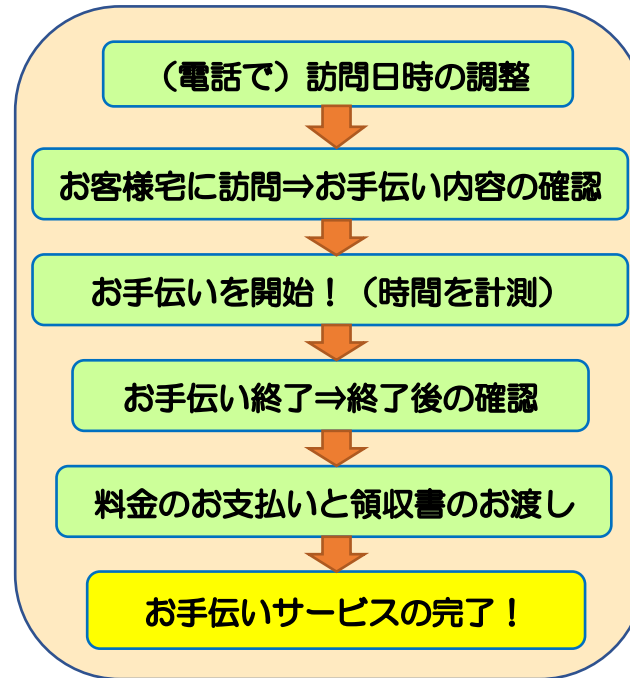 （電話で）訪問日時の調整
お客様宅に訪問⇒お手伝い内容の確認
お手伝いを開始！（時間を計測）
お手伝い終了⇒終了後の確認
料金のお支払いと領収書のお渡し
お手伝いサービスの完了！